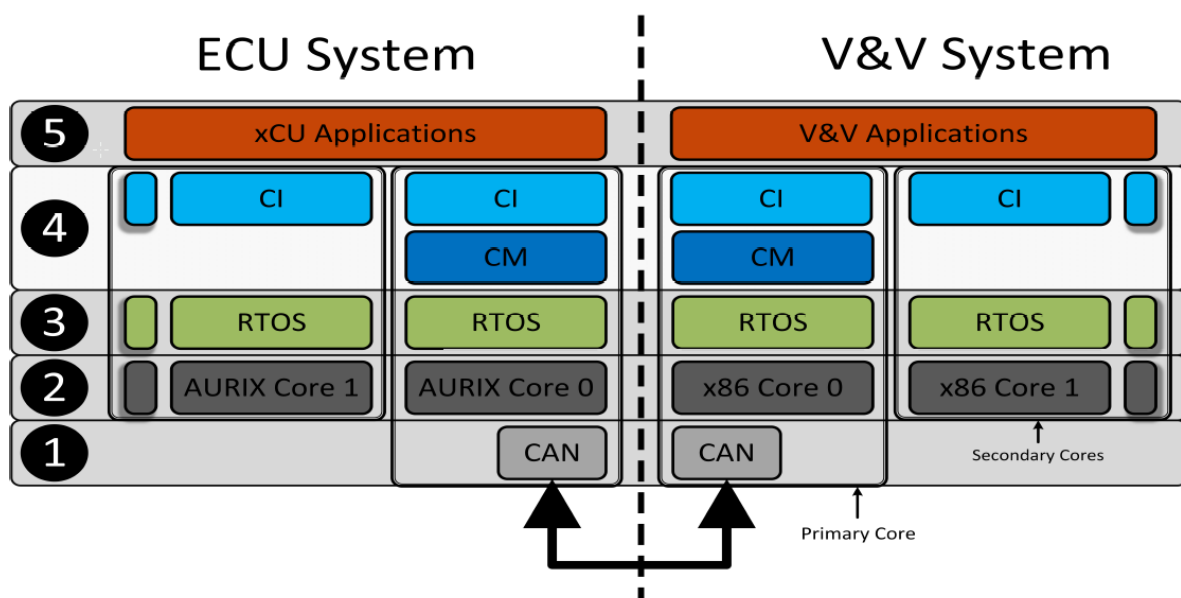 ECU System
V&V System
5
xCU Applications
V&V Applications
4
CI
CI
CI
CI
CM
CM
3
RTOS
RTOS
RTOS
RTOS
2
AURIX Core 1
AURIX Core 0
x86 Core 0
x86 Core 1
1
CAN
CAN
Secondary Cores
Primary Core